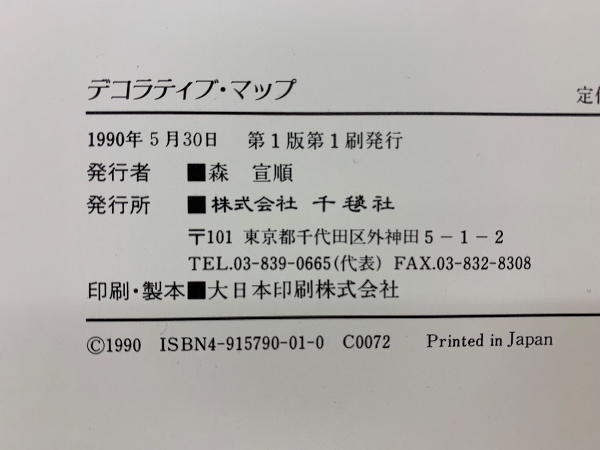 デコラティブ・マップ
定価
1990年5月30日 第1版第1刷発行
発行者 ■森 宣順
発行所 ■株式会社 千毬社
〒101 東京都千代田区外神田5-1-2
TEL.03-839-0665(代表) FAX.03-832-8308
印刷・製本■大日本印刷株式会社
©1990 ISBN4-915790-01-0 C0072 Printed in Japan